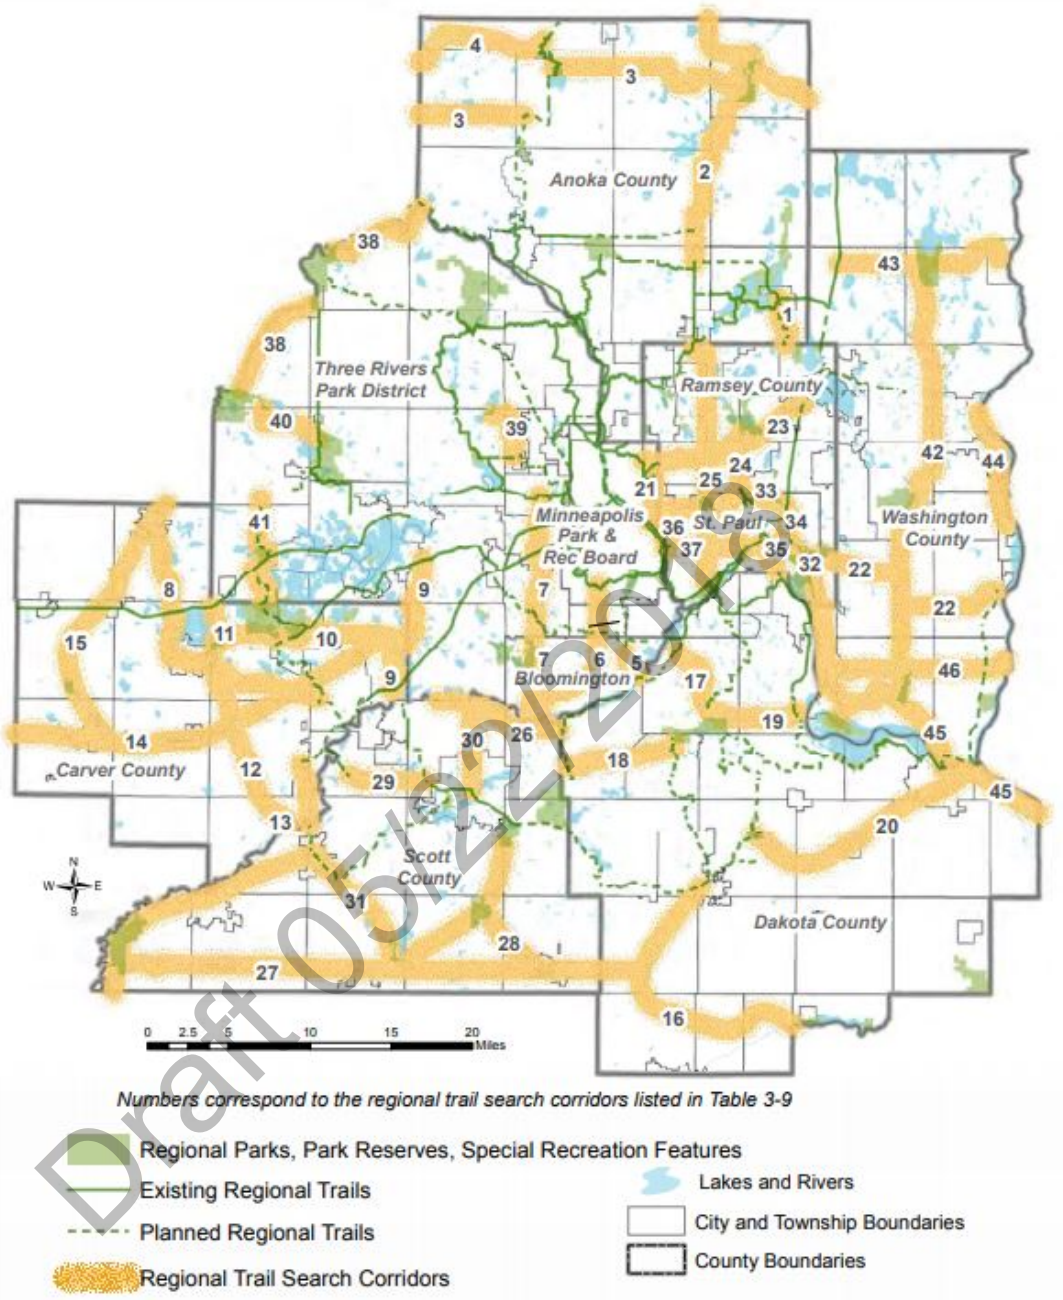 4
3
3
2
Anoka County
38
43
1
38
Three Rivers
Park District
Ramsey County
40
39
23
42
44
24
25
21
33
41
Minneapolis
Park &
Rec Board
36
St. Paul
34
Washington
County
37
35
32
22
8
9
7
22
15
11
10
7
6
5
46
9
Bloomington
17
19
14
30
26
45
Carver County
12
29
18
45
13
20
N
W E
S
Scott
County
31
Dakota County
28
27
16
0 2.5 5 10 15 20
Miles
Draft 05/22/2018
Numbers correspond to the regional trail search corridors listed in Table 3-9
Regional Parks, Park Reserves, Special Recreation Features
Existing Regional Trails
Planned Regional Trails
Regional Trail Search Corridors
Lakes and Rivers
City and Township Boundaries
County Boundaries